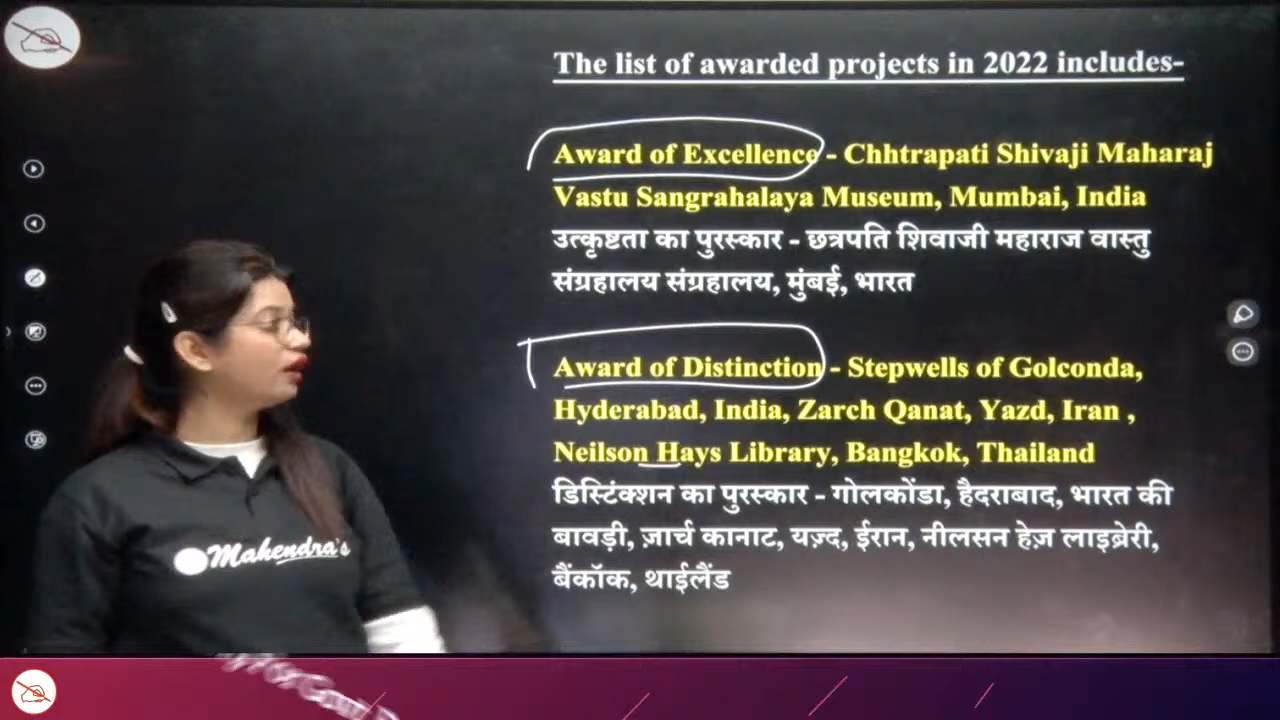 The list of awarded projects in 2022 includes-
Award of Excellence - Chhtrapati Shivaji Maharaj
Vastu Sangrahalaya Museum, Mumbai, India
उत्कृष्टता का पुरस्कार - छत्रपति शिवाजी महाराज वास्तु
संग्रहालय संग्रहालय, मुंबई, भारत
Award of Distinction - Stepwells of Golconda,
Hyderabad, India, Zarch Qanat, Yazd, Iran ,
Neilson Hays Library, Bangkok, Thailand
डिस्टिंक्शन का पुरस्कार - गोलकोंडा, हैदराबाद, भारत की
बावड़ी, ज़ार्च कानाट, यज़्द, ईरान, नीलसन हेज़ लाइब्रेरी,
बैंकॉक, थाईलैंड
Mahendra's